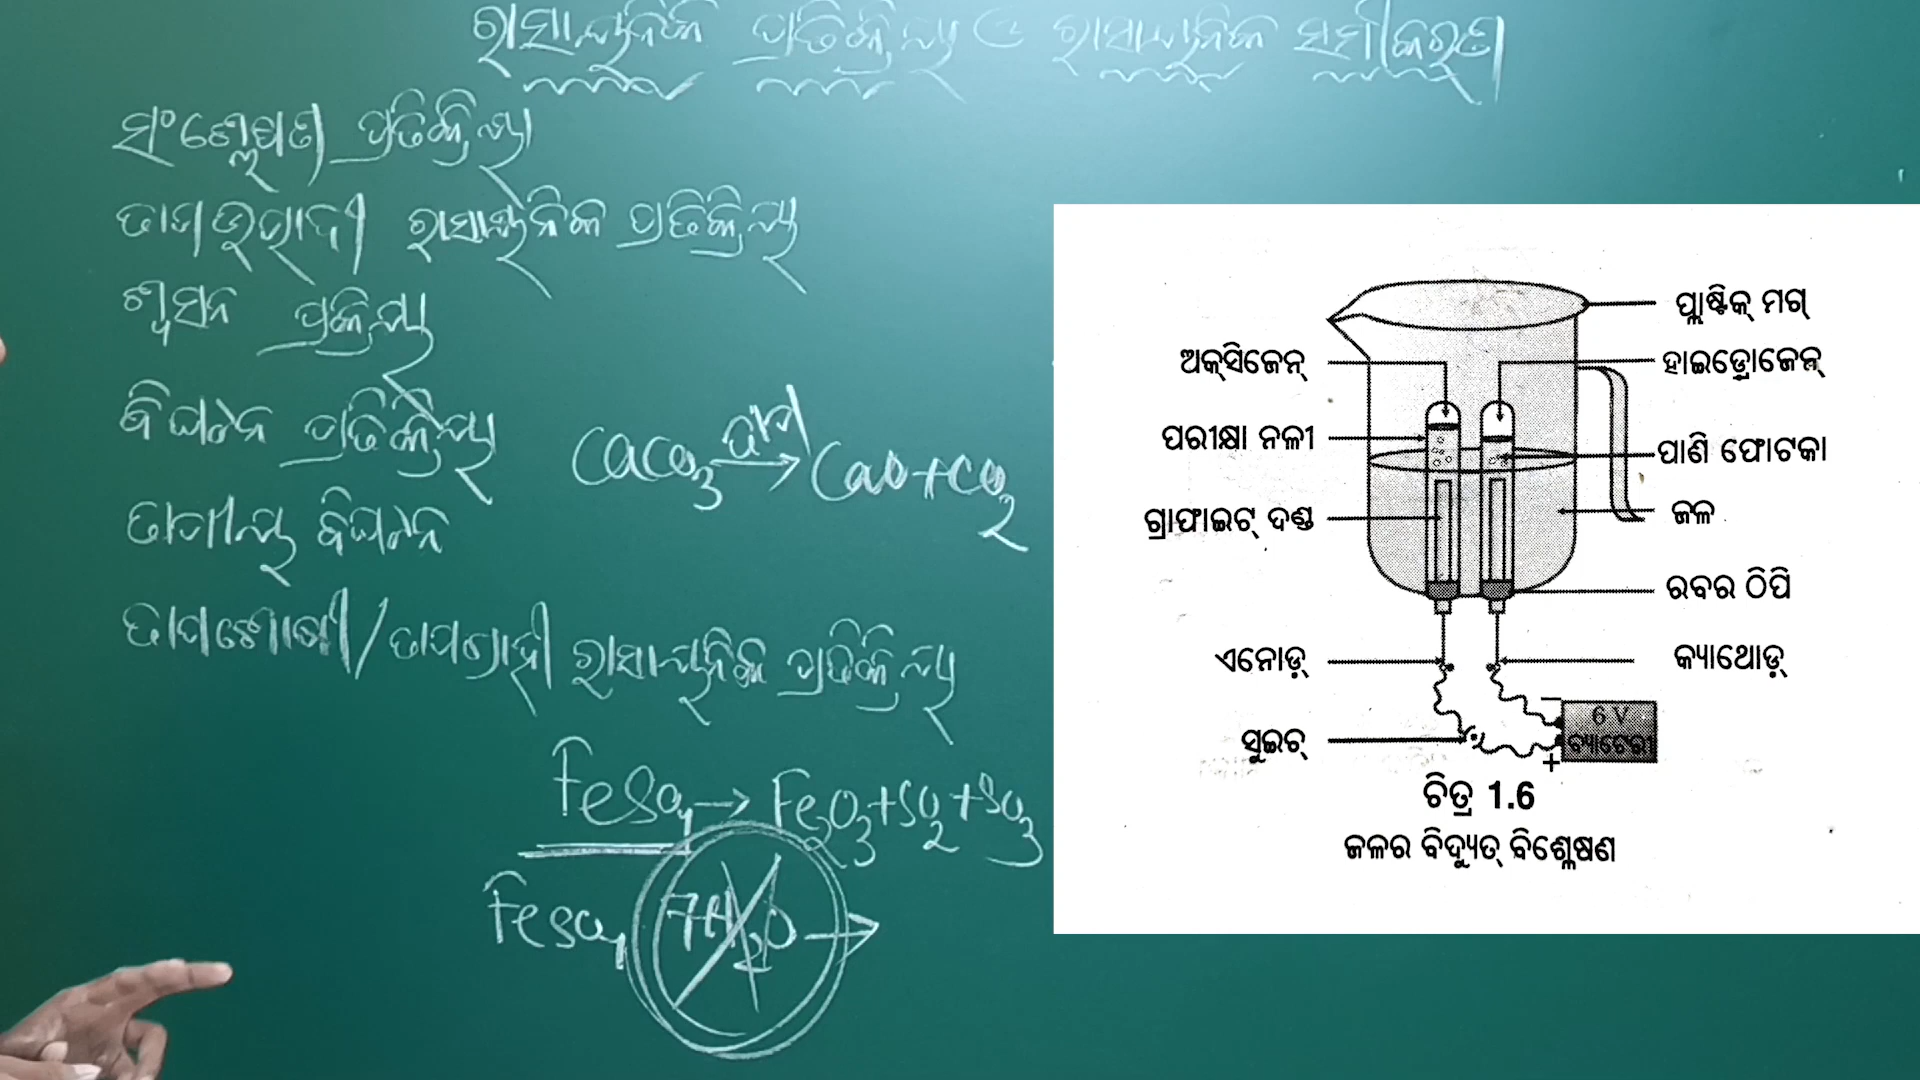 ରାସାୟନିକ ପ୍ରତିକ୍ରିୟା ଓ ରାସାୟନିକ ସମୀକରଣ
ସଂଶ୍ଳେଷଣ ପ୍ରତିକ୍ରିୟା
ତାପଉତ୍ପାଦୀ ରାସାୟନିକ ପ୍ରତିକ୍ରିୟା
ଶ୍ୱସନ ପ୍ରକ୍ରିୟା
ବିଘଟନ ପ୍ରତିକ୍ରିୟା
CaCO₃ ତାପ→ CaO+CO₂
ତାପୀୟ ବିଘଟନ
ତାପଶୋଷୀ/ତାପଗ୍ରାହୀ ରାସାୟନିକ ପ୍ରତିକ୍ରିୟା
FeSO₄ → Fe₂O₃+SO₂+SO₃
FeSO₄ 7H₂O →
ପ୍ଲାଷ୍ଟିକ୍ ମଗ୍
ଅକ୍‌ସିଜେନ୍
ହାଇଡ୍ରୋଜେନ୍
ପରୀକ୍ଷା ନଳୀ
ପାଣି ଫୋଟକା
ଗ୍ରାଫାଇଟ୍ ଦଣ୍ଡ
ଜଳ
ରବର ଠିପି
ଏନୋଡ୍
କ୍ୟାଥୋଡ୍
ସୁଇଚ୍
− 6 V
ବ୍ୟାଟେରୀ
+
ଚିତ୍ର 1.6
ଜଳର ବିଦ୍ୟୁତ୍ ବିଶ୍ଳେଷଣ